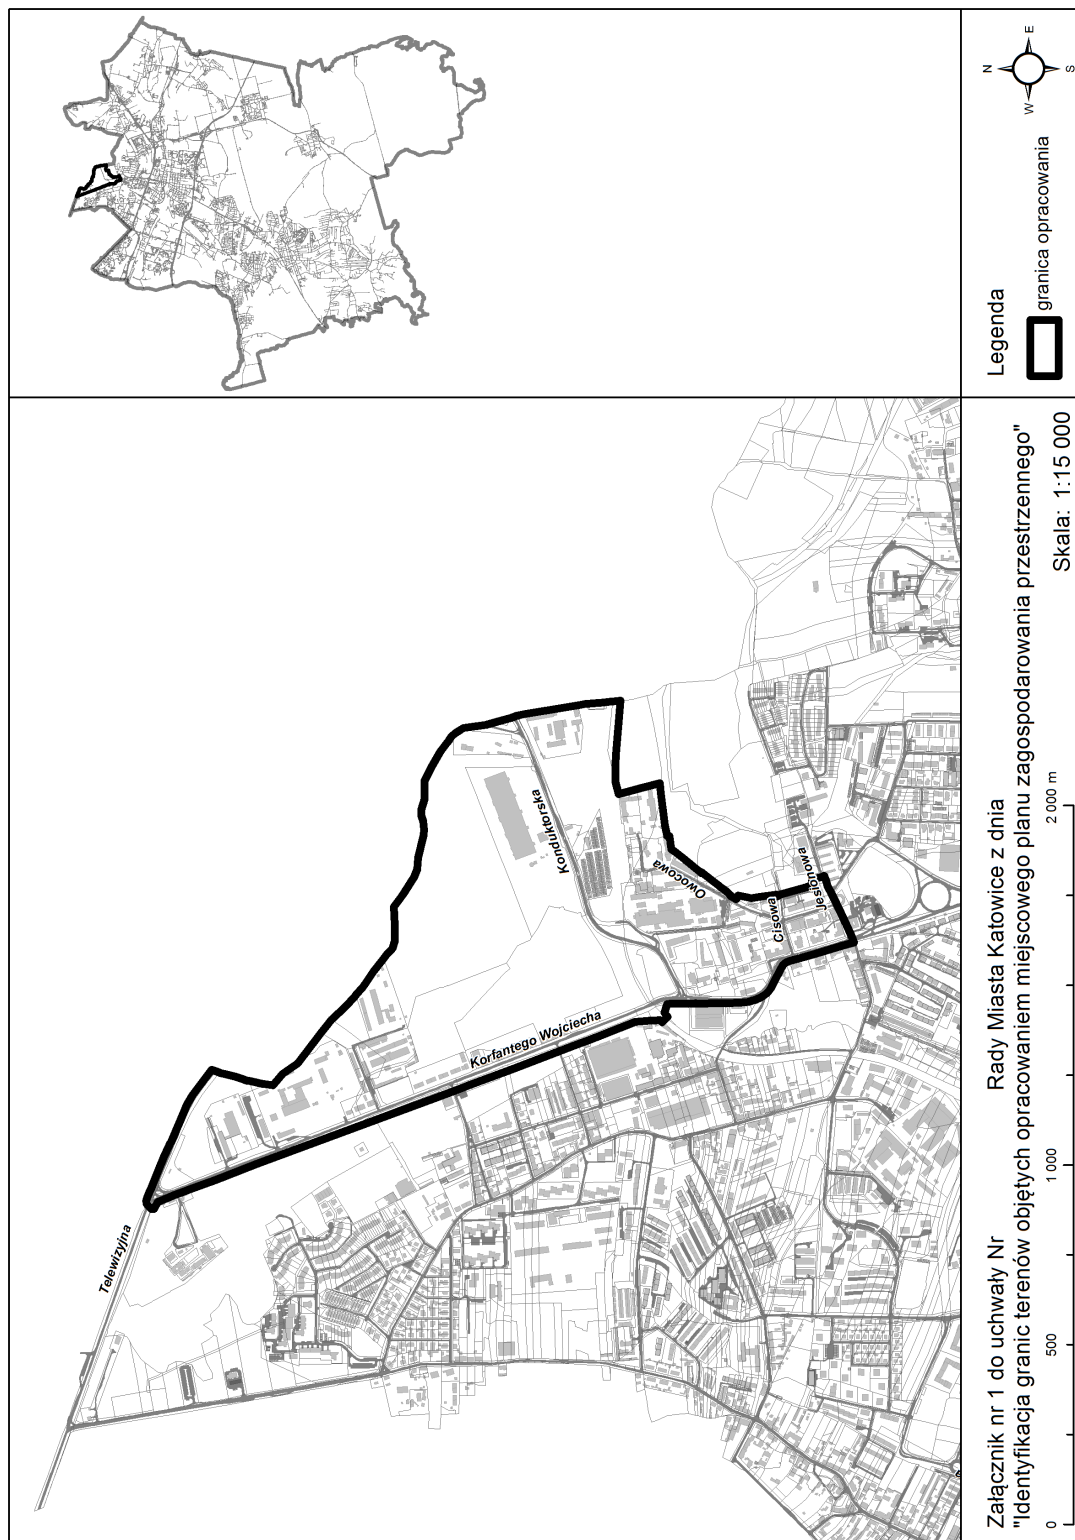 Telewizyjna
Korfantego Wojciecha
Konduktorska
Owocowa
Cisowa
Jesionowa
Załącznik nr 1 do uchwały Nr Rady Miasta Katowice z dnia
"Identyfikacja granic terenów objętych opracowaniem miejscowego planu zagospodarowania przestrzennego"
Skala: 1:15 000
0 500 1 000 2 000 m
Legenda
granica opracowania
N
W E
S